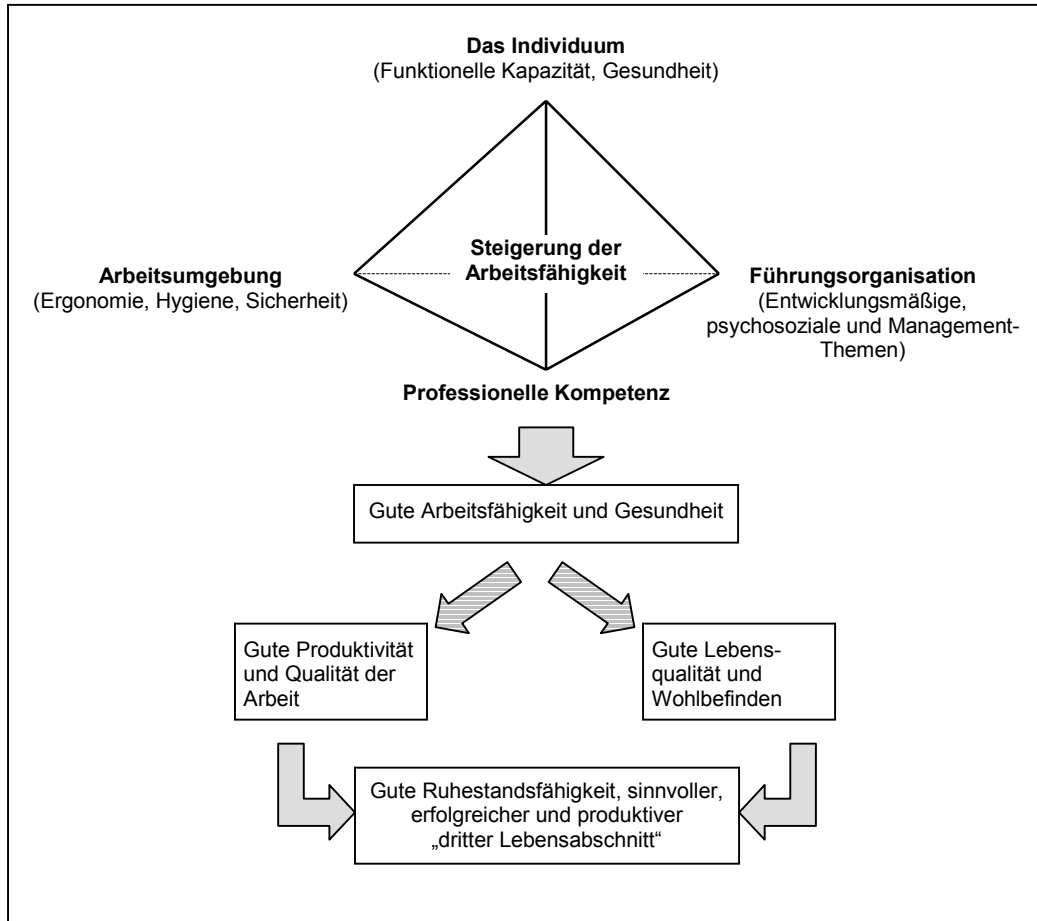 Das Individuum
(Funktionelle Kapazität, Gesundheit)
Steigerung der
Arbeitsfähigkeit
Arbeitsumgebung
(Ergonomie, Hygiene, Sicherheit)
Führungsorganisation
(Entwicklungsmäßige,
psychosoziale und Management-
Themen)
Professionelle Kompetenz
Gute Arbeitsfähigkeit und Gesundheit
Gute Produktivität
und Qualität der
Arbeit
Gute Lebens-
qualität und
Wohlbefinden
Gute Ruhestandsfähigkeit, sinnvoller,
erfolgreicher und produktiver
„dritter Lebensabschnitt“